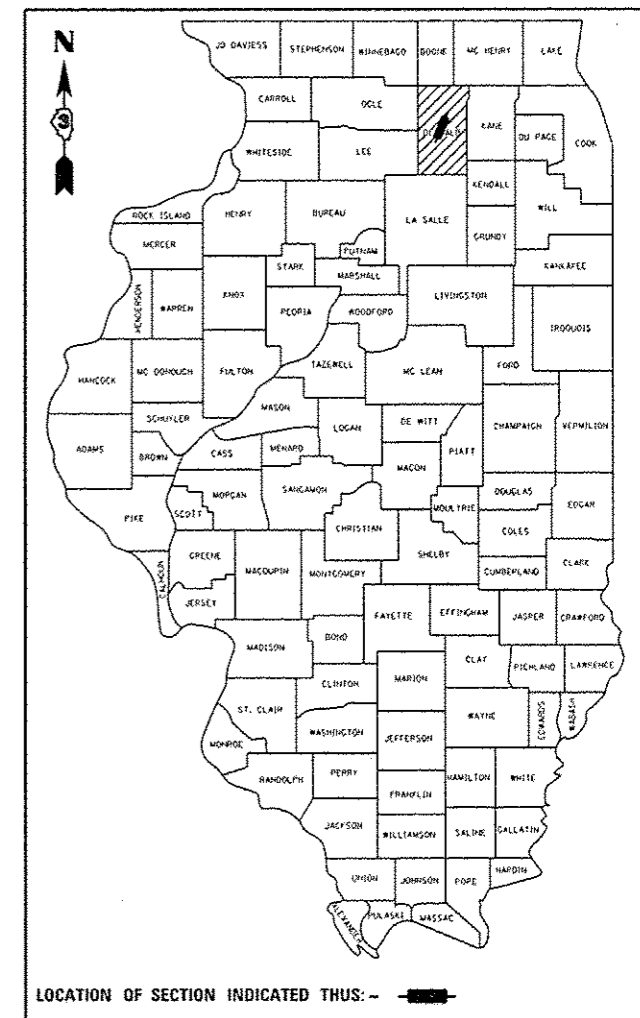 N
3
JO DAVIESS STEPHENSON WINNEBAGO BOONE MC HENRY LAKE
CARROLL OGLE KANE DU PAGE COOK
WHITESIDE LEE KENDALL WILL
ROCK ISLAND HENRY BUREAU LA SALLE GRUNDY
MERCER PUTNAM KANKAKEE
STARK MARSHALL
HENDERSON WARREN KNOX PEORIA WOODFORD LIVINGSTON IROQUOIS
HANCOCK MC DONOUGH FULTON TAZEWELL MC LEAN FORD
SCHUYLER MASON LOGAN DE WITT CHAMPAIGN VERMILION
ADAMS BROWN CASS MENARD MACON PIATT
PIKE SCOTT MORGAN SANGAMON MOULTRIE DOUGLAS EDGAR
CHRISTIAN COLES
CALHOUN GREENE MACOUPIN MONTGOMERY SHELBY CUMBERLAND CLARK
JERSEY FAYETTE EFFINGHAM JASPER CRAWFORD
MADISON BOND CLAY RICHLAND LAWRENCE
CLINTON MARION
ST. CLAIR WASHINGTON WAYNE EDWARDS WABASH
MONROE JEFFERSON
RANDOLPH PERRY HAMILTON WHITE
FRANKLIN
JACKSON WILLIAMSON SALINE GALLATIN
UNION JOHNSON POPE HARDIN
ALEXANDER PULASKI MASSAC
LOCATION OF SECTION INDICATED THUS: -